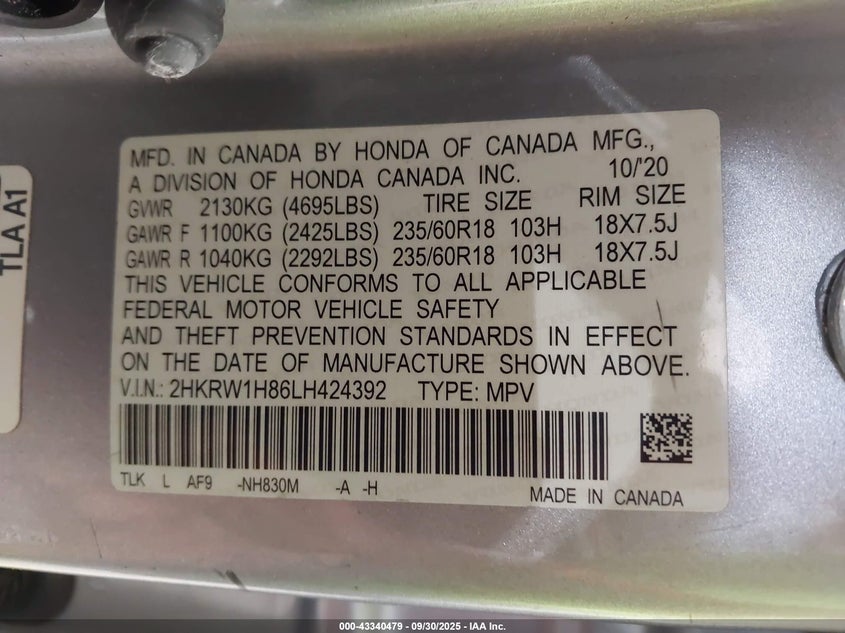 TLA A1
MFD. IN CANADA BY HONDA OF CANADA MFG.,
A DIVISION OF HONDA CANADA INC. 10/'20
GVWR 2130KG (4695LBS) TIRE SIZE RIM SIZE
GAWR F 1100KG (2425LBS) 235/60R18 103H 18X7.5J
GAWR R 1040KG (2292LBS) 235/60R18 103H 18X7.5J
THIS VEHICLE CONFORMS TO ALL APPLICABLE
FEDERAL MOTOR VEHICLE SAFETY
AND THEFT PREVENTION STANDARDS IN EFFECT
ON THE DATE OF MANUFACTURE SHOWN ABOVE.
V.I.N.: 2HKRW1H86LH424392 TYPE: MPV
TLK L AF9 -NH830M -A -H
MADE IN CANADA
000-43340479 — 09/30/2025 — IAA Inc.